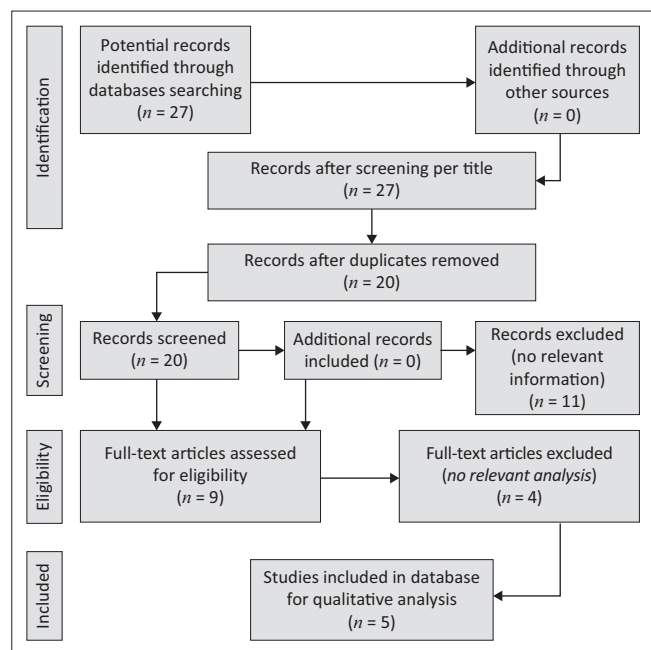 Identification
Potential records
identified through
databases searching
(n = 27)
Additional records
identified through
other sources
(n = 0)
Records after screening per title
(n = 27)
Records after duplicates removed
(n = 20)
Screening
Records screened
(n = 20)
Additional records
included (n = 0)
Records excluded
(no relevant
information)
(n = 11)
Eligibility
Full-text articles assessed
for eligibility
(n = 9)
Full-text articles excluded
(no relevant analysis)
(n = 4)
Included
Studies included in database
for qualitative analysis
(n = 5)